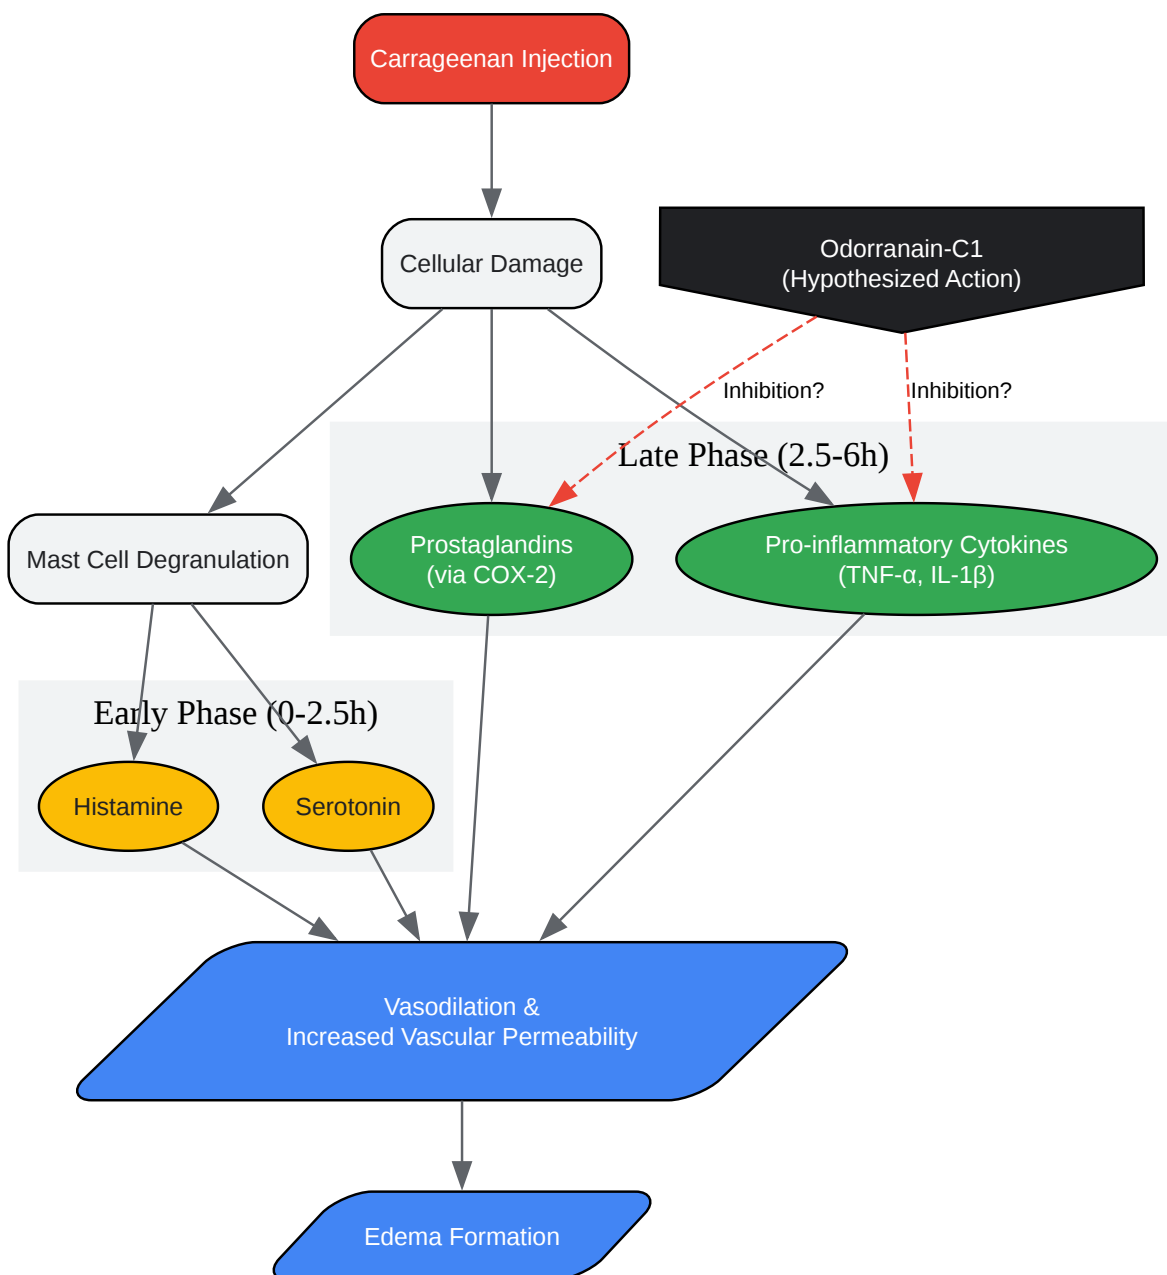 Carrageenan Injection
Cellular Damage
Odorranain-C1
(Hypothesized Action)
Inhibition?
Inhibition?
Late Phase (2.5-6h)
Mast Cell Degranulation
Prostaglandins
(via COX-2)
Pro-inflammatory Cytokines
(TNF-α, IL-1β)
Early Phase (0-2.5h)
Histamine
Serotonin
Vasodilation &
Increased Vascular Permeability
Edema Formation